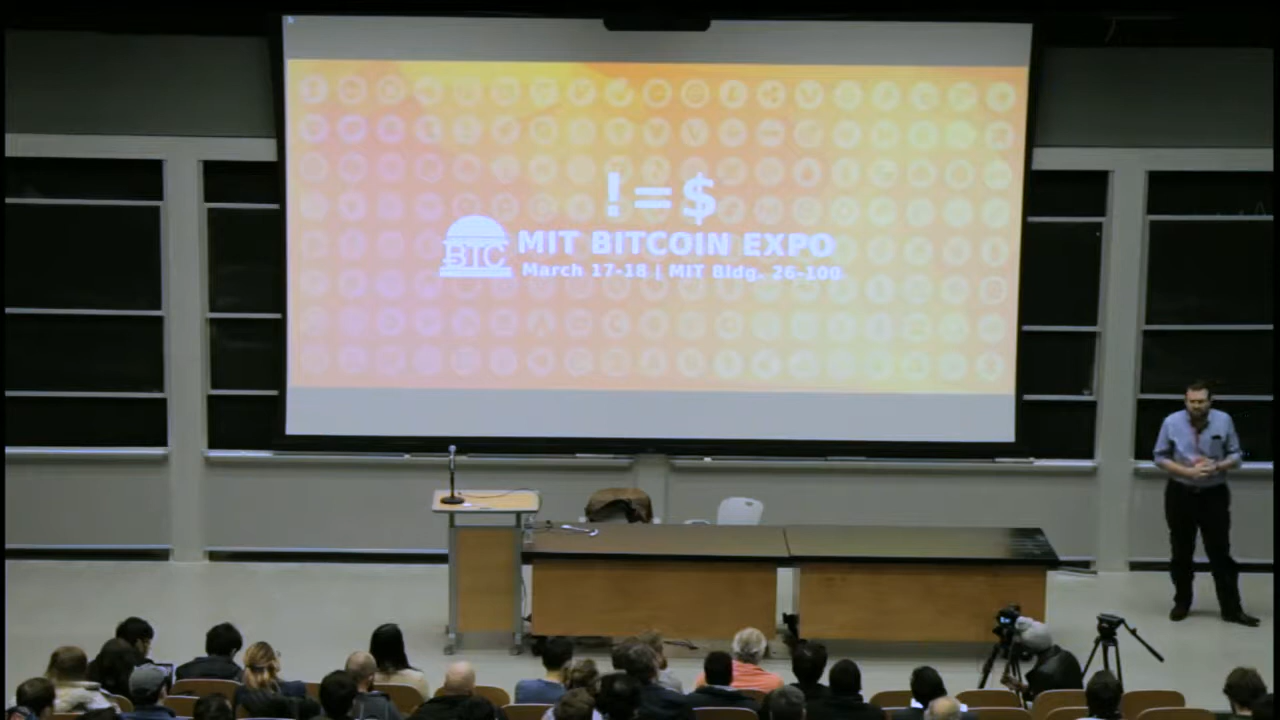 !=$
BTC
MIT BITCOIN EXPO
March 17-18 | MIT Bldg. 26-100